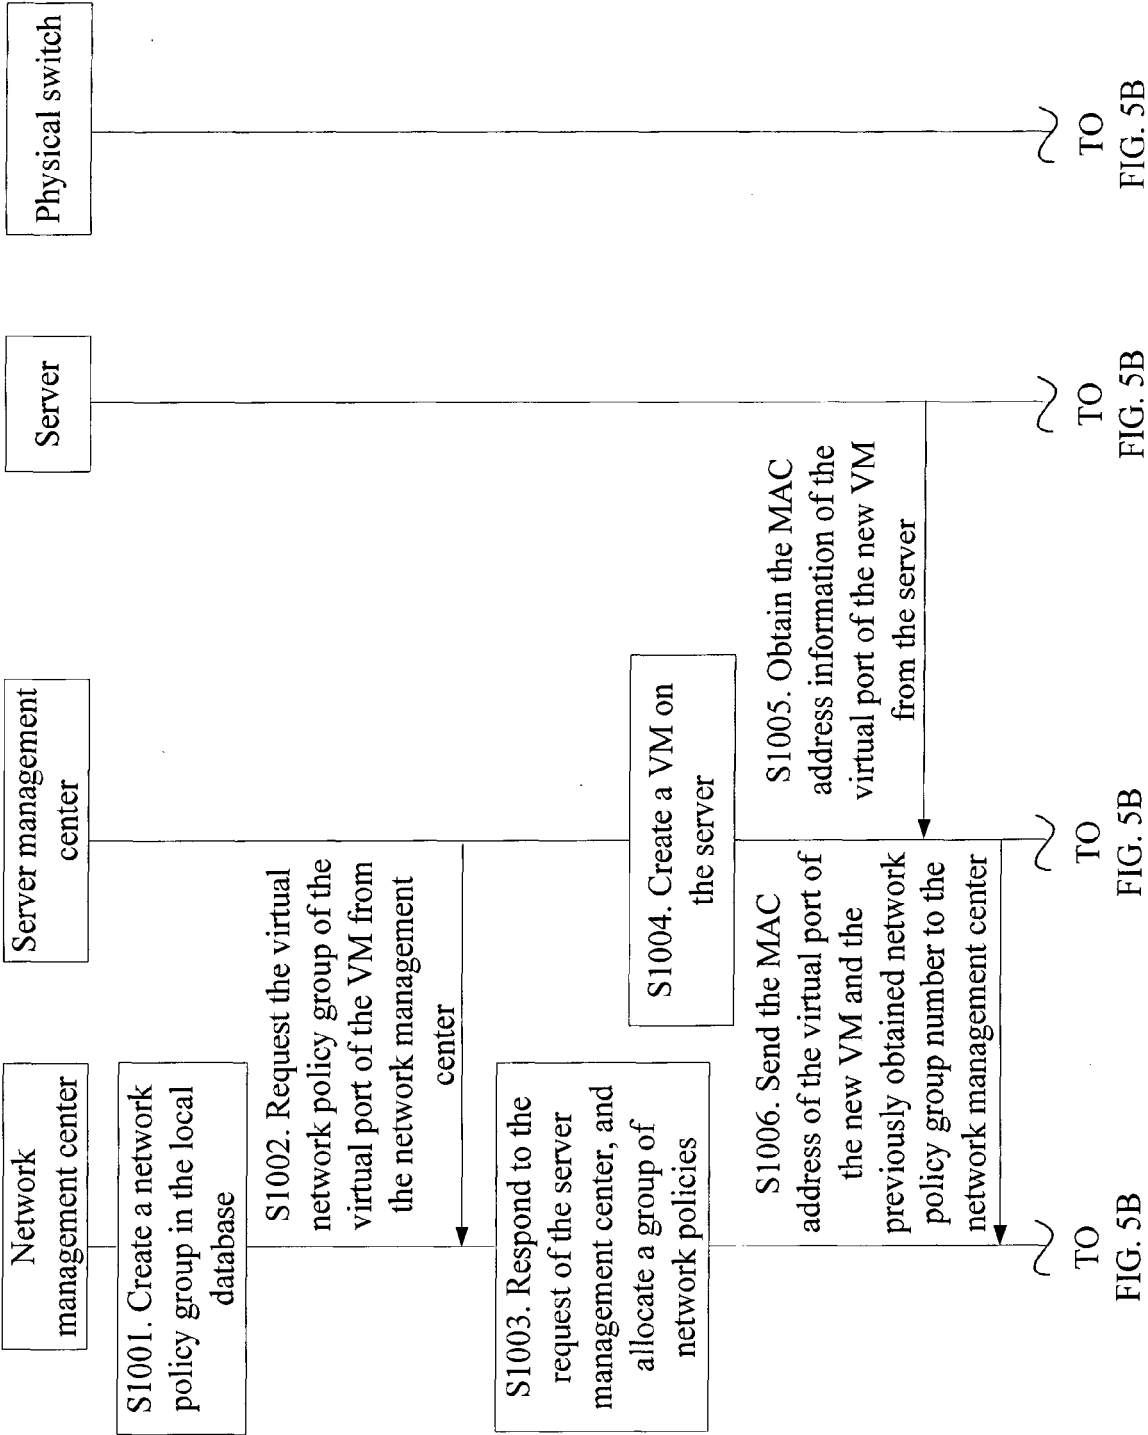 Network
management center
Server management
center
Server
Physical switch
S1001. Create a network
policy group in the local
database
S1002. Request the virtual
network policy group of the
virtual port of the VM from
the network management
center
S1003. Respond to the
request of the server
management center, and
allocate a group of
network policies
S1004. Create a VM on
the server
S1005. Obtain the MAC
address information of the
virtual port of the new VM
from the server
S1006. Send the MAC
address of the virtual port of
the new VM and the
previously obtained network
policy group number to the
network management center
TO
FIG. 5B
TO
FIG. 5B
TO
FIG. 5B
TO
FIG. 5B